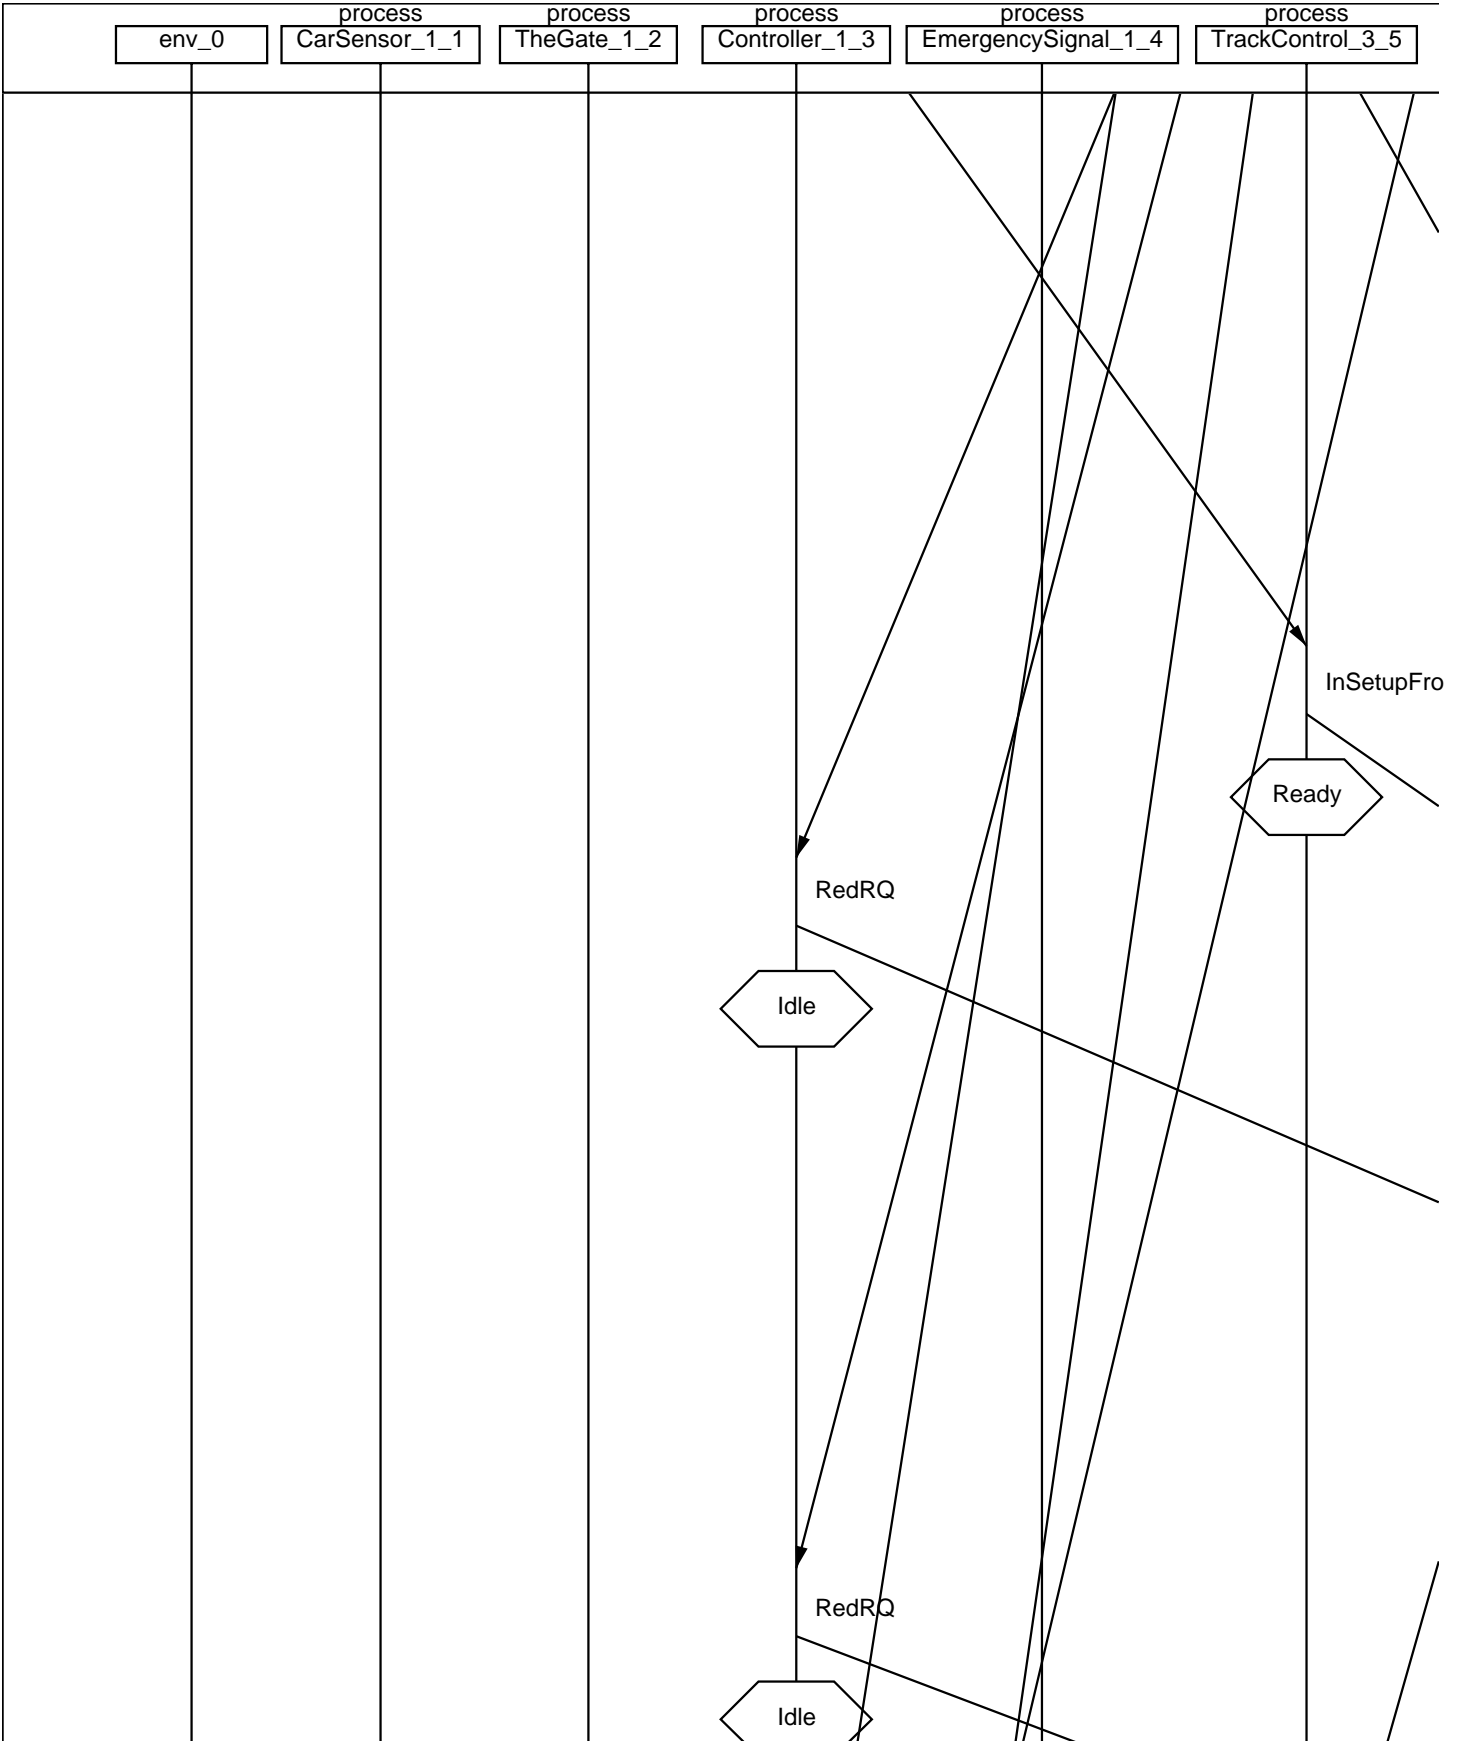 process process process process process
env_0 CarSensor_1_1 TheGate_1_2 Controller_1_3 EmergencySignal_1_4 TrackControl_3_5
InSetupFro
Ready
RedRQ
Idle
RedRQ
Idle